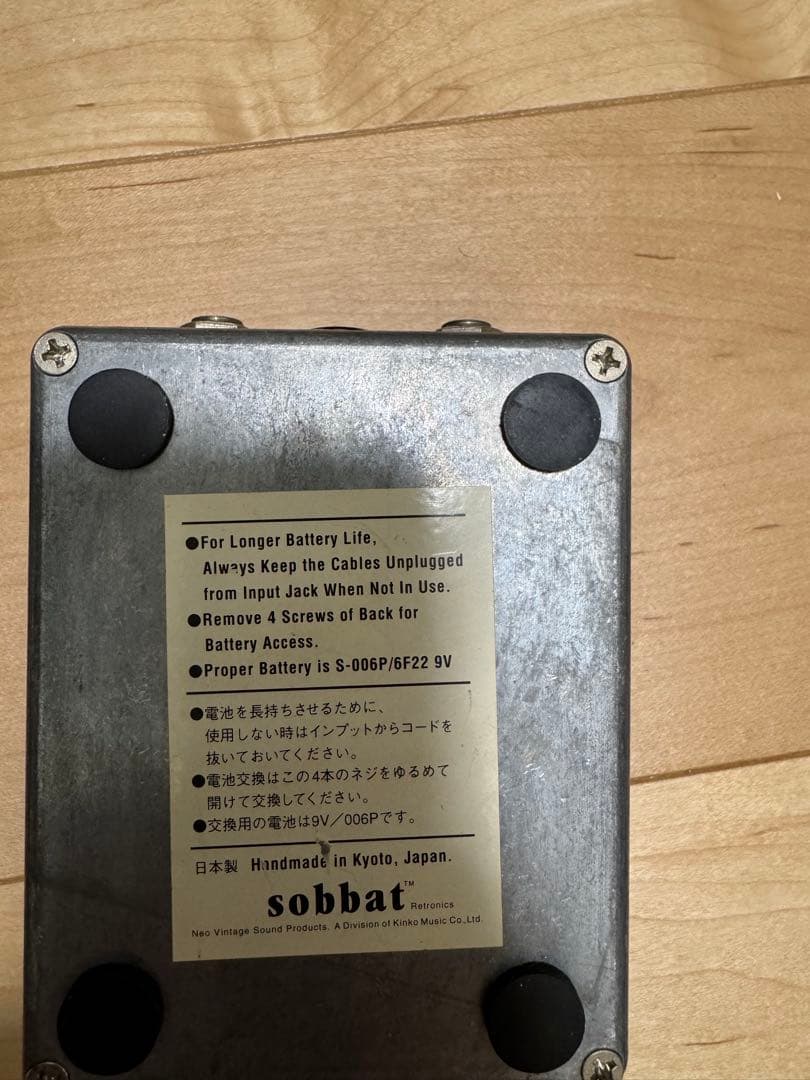 ●For Longer Battery Life,
Always Keep the Cables Unplugged
from Input Jack When Not In Use.
●Remove 4 Screws of Back for
Battery Access.
●Proper Battery is S-006P/6F22 9V
●電池を長持ちさせるために、
使用しない時はインプットからコードを
抜いておいてください。
●電池交換はこの4本のネジをゆるめて
開けて交換してください。
●交換用の電池は9V／006Pです。
日本製 Handmade in Kyoto, Japan.
sobbat™ Retronics
Neo Vintage Sound Products. A Division of Kinko Music Co.,Ltd.